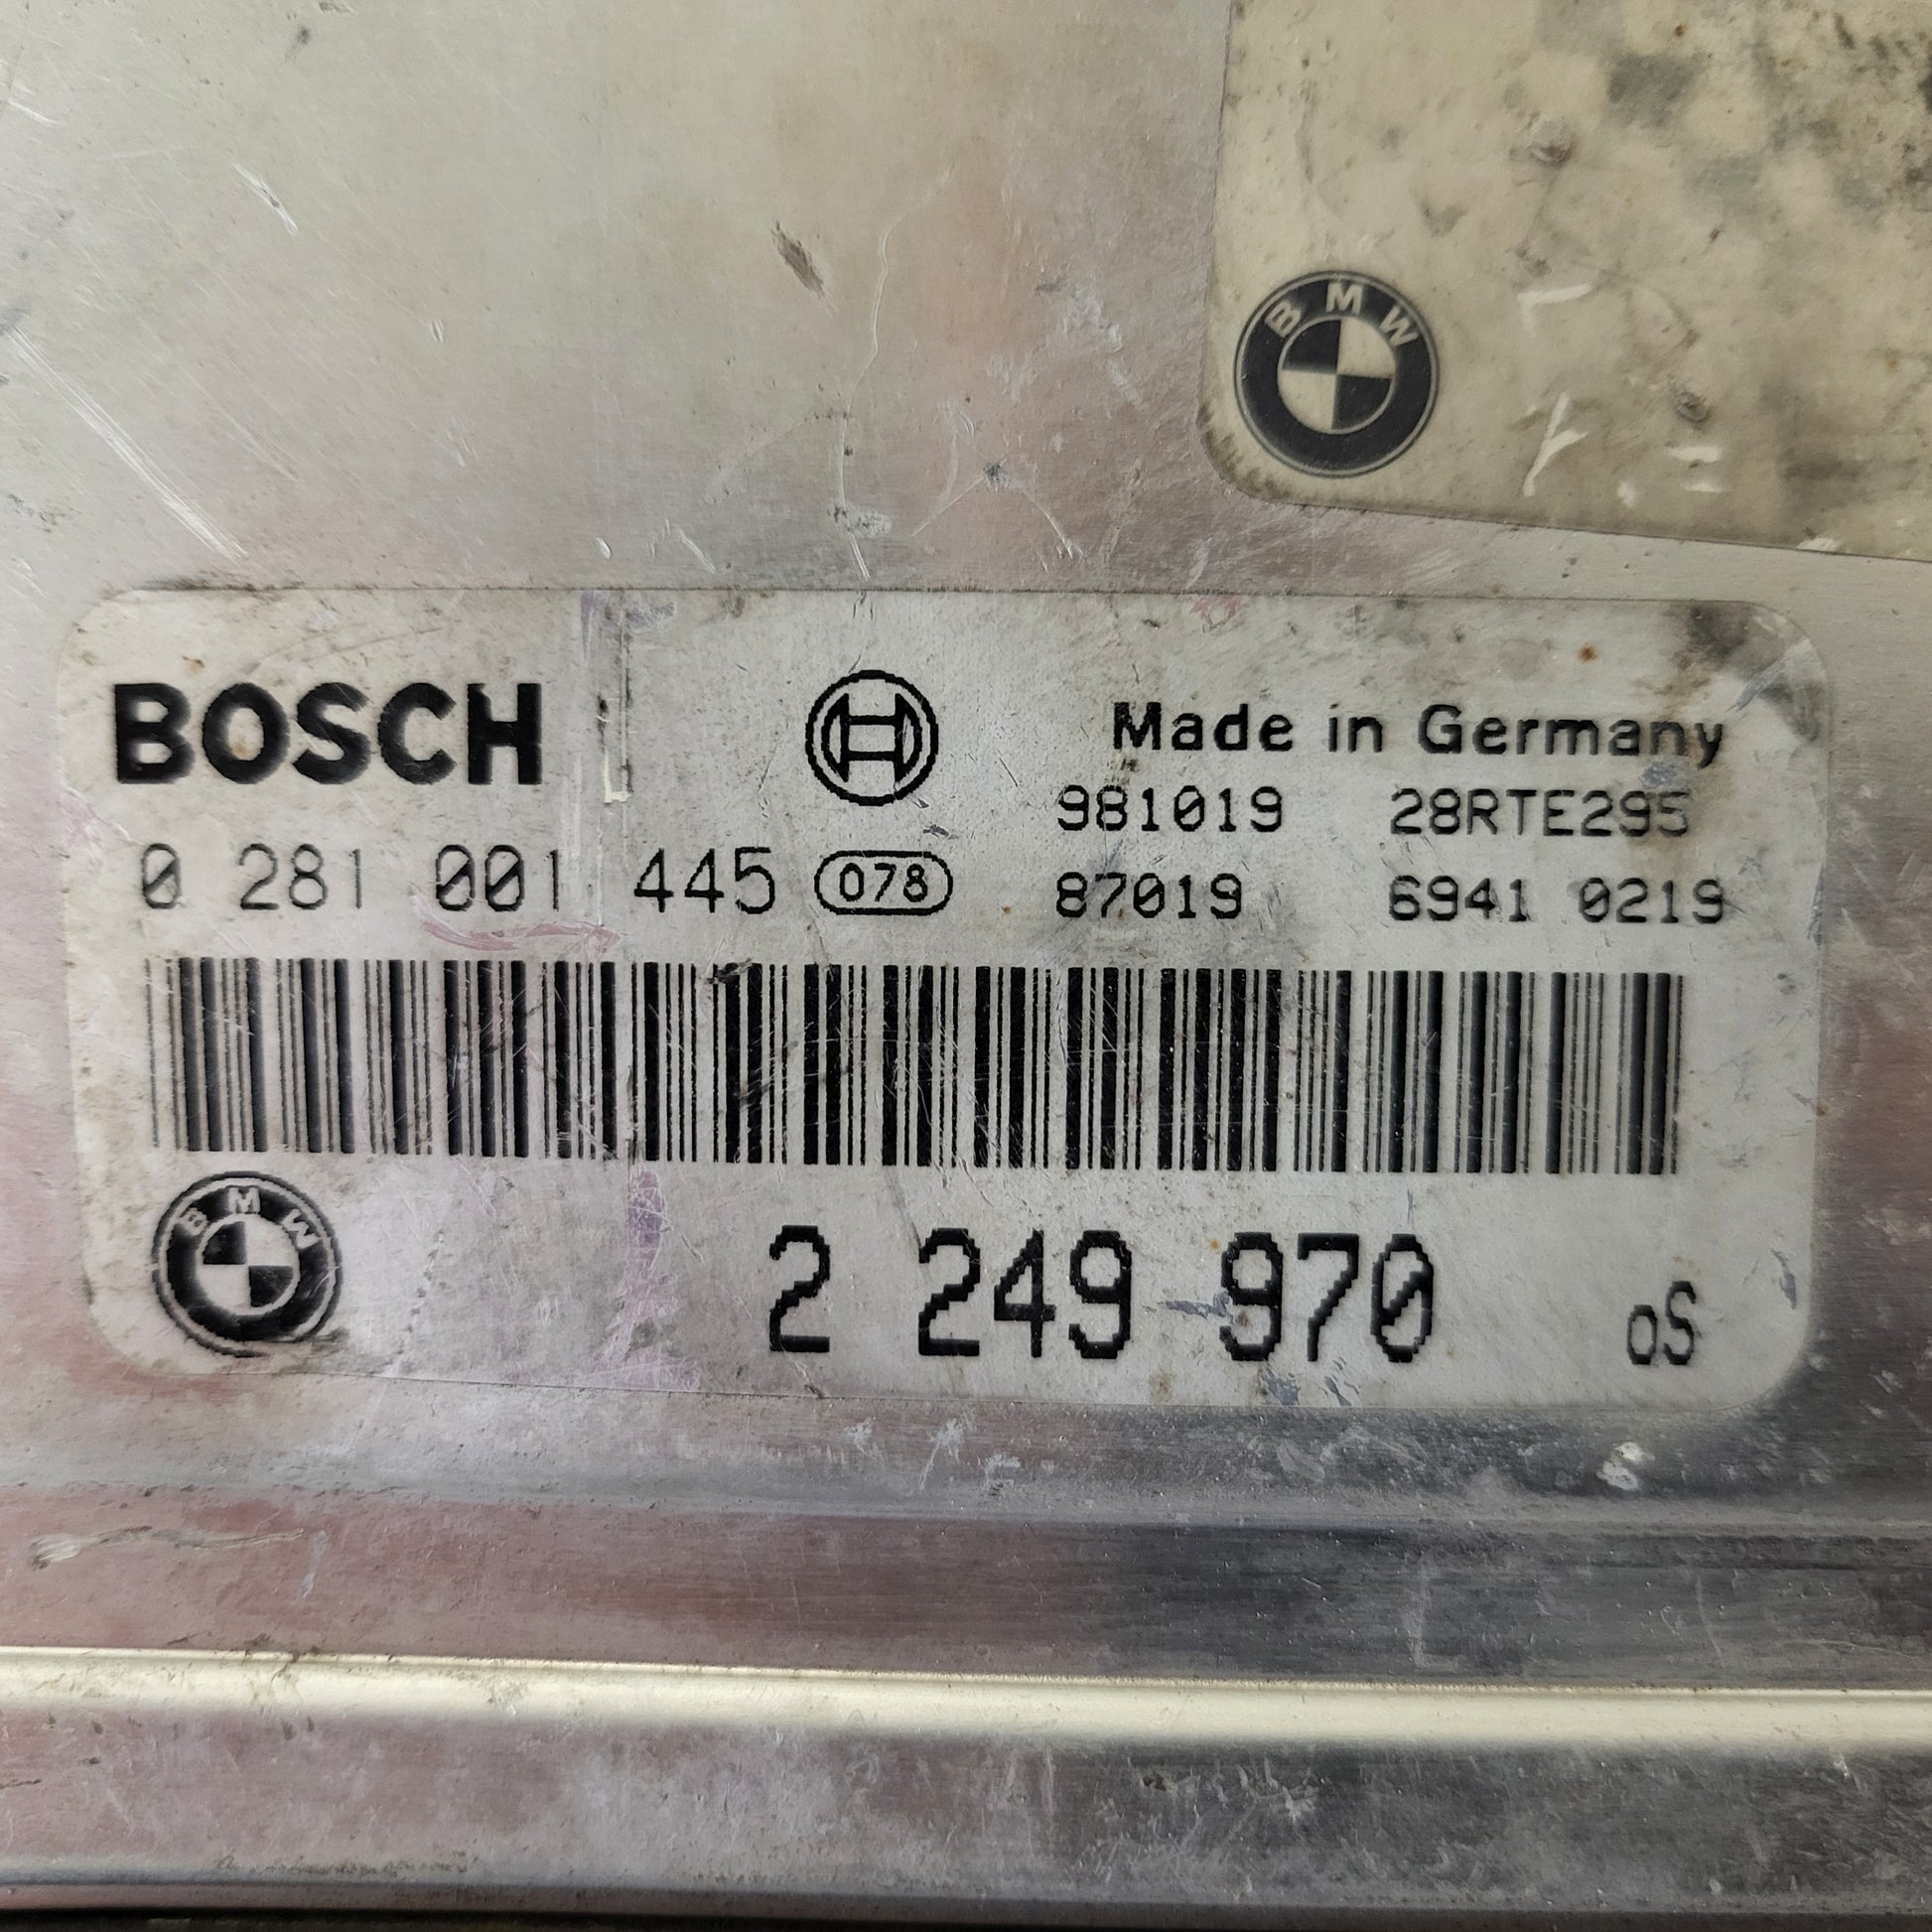 BMW
BOSCH
Made in Germany
981019 28RTE295
0 281 001 445 078 87019 6941 0219
BMW
2 249 970 oS